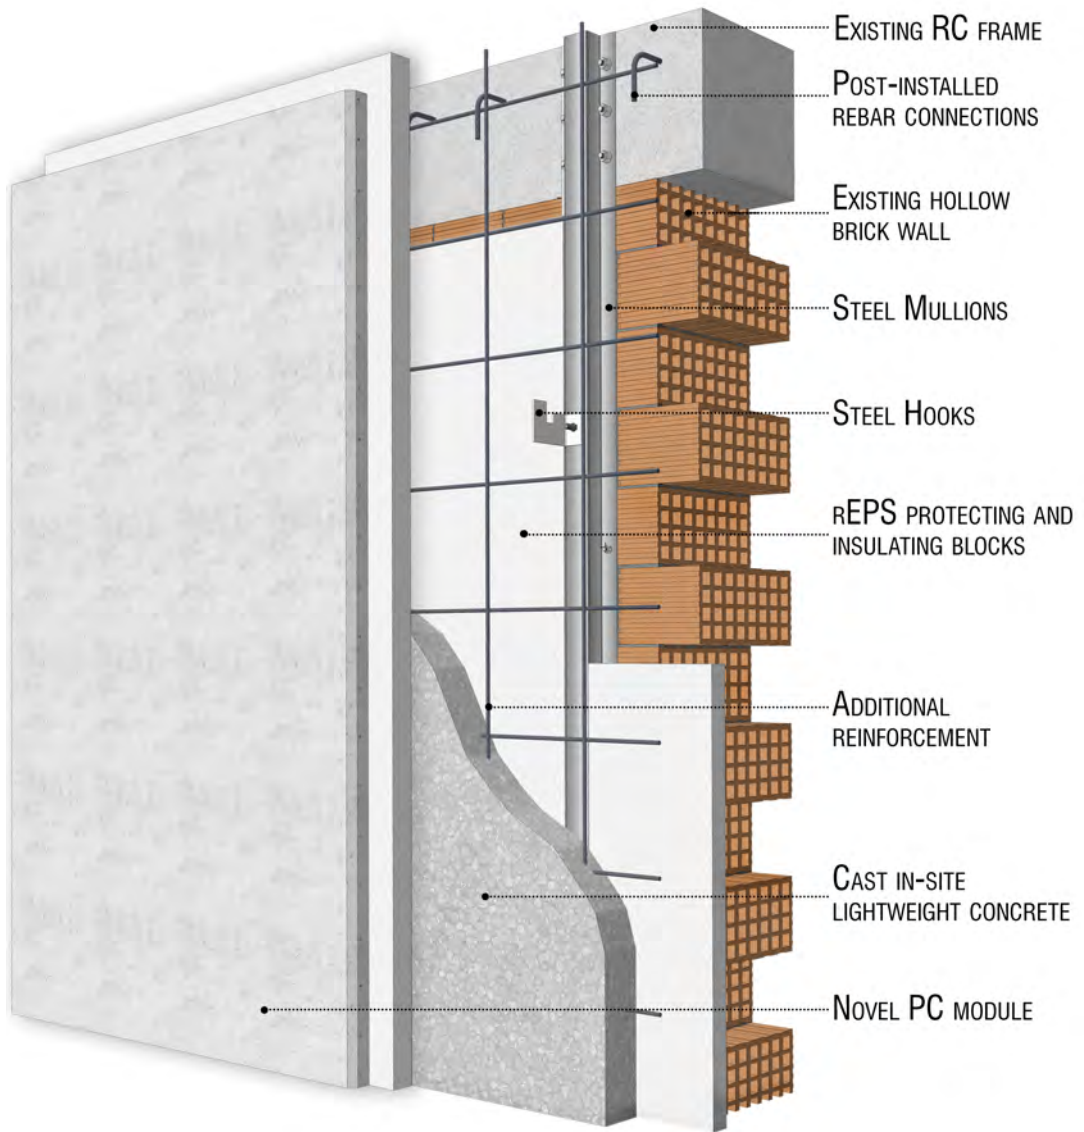 Existing RC frame
Post-installed
rebar connections
Existing hollow
brick wall
Steel Mullions
Steel Hooks
rEPS protecting and
insulating blocks
Additional
reinforcement
Cast in-site
lightweight concrete
Novel PC module